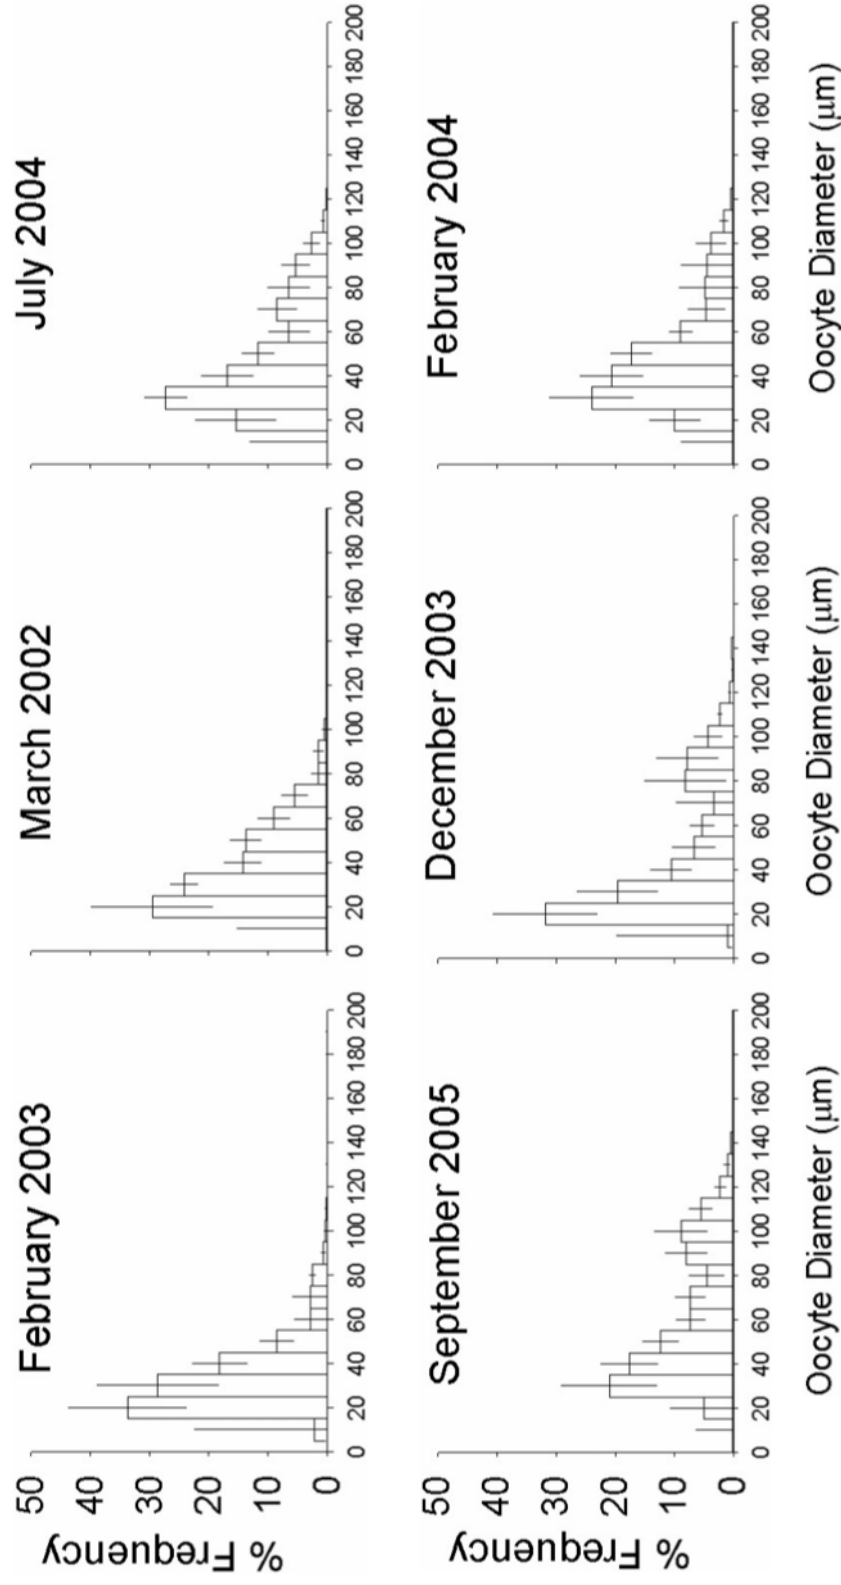 February 2003
March 2002
July 2004
% Frequency
50
40
30
20
10
0
0 20 40 60 80 100 120 140 160 180 200
0 20 40 60 80 100 120 140 160 180 200
0 20 40 60 80 100 120 140 160 180 200
September 2005
December 2003
February 2004
% Frequency
50
40
30
20
10
0
0 20 40 60 80 100 120 140 160 180 200
0 20 40 60 80 100 120 140 160 180 200
0 20 40 60 80 100 120 140 160 180 200
Oocyte Diameter (μm)
Oocyte Diameter (μm)
Oocyte Diameter (μm)